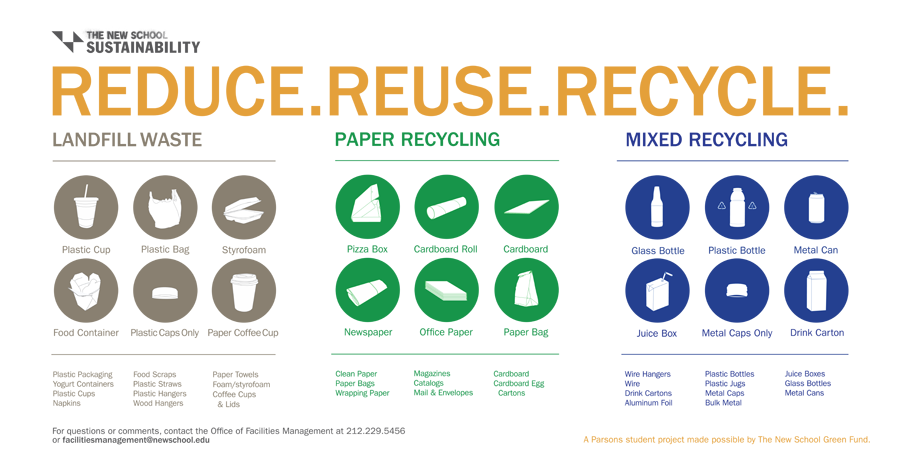 THE NEW SCHOOL
SUSTAINABILITY
REDUCE.REUSE.RECYCLE.
LANDFILL WASTE
Plastic Cup
Plastic Bag
Styrofoam
Food Container
Plastic Caps Only
Paper Coffee Cup
Plastic Packaging
Yogurt Containers
Plastic Cups
Napkins
Food Scraps
Plastic Straws
Plastic Hangers
Wood Hangers
Paper Towels
Foam/styrofoam
Coffee Cups
& Lids
PAPER RECYCLING
Pizza Box
Cardboard Roll
Cardboard
Newspaper
Office Paper
Paper Bag
Clean Paper
Paper Bags
Wrapping Paper
Magazines
Catalogs
Mail & Envelopes
Cardboard
Cardboard Egg
Cartons
MIXED RECYCLING
Glass Bottle
Plastic Bottle
Metal Can
Juice Box
Metal Caps Only
Drink Carton
Wire Hangers
Wire
Drink Cartons
Aluminum Foil
Plastic Bottles
Plastic Jugs
Metal Caps
Bulk Metal
Juice Boxes
Glass Bottles
Metal Cans
For questions or comments, contact the Office of Facilities Management at 212.229.5456
or facilitiesmanagement@newschool.edu
A Parsons student project made possible by The New School Green Fund.